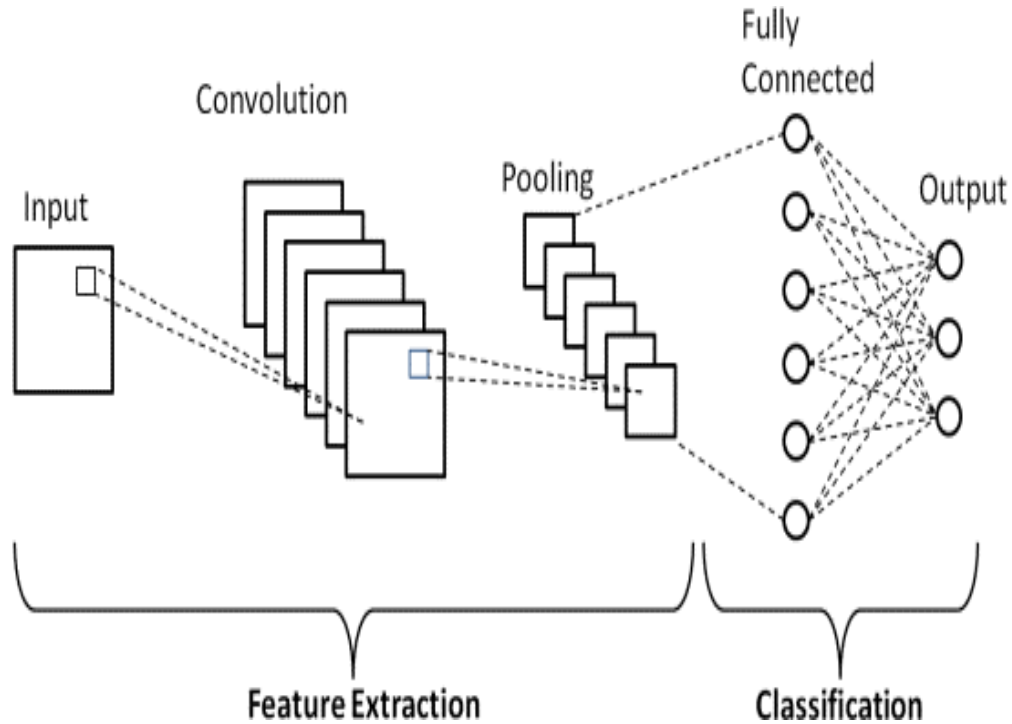 Input
Convolution
Pooling
Fully
Connected
Output
Feature Extraction
Classification